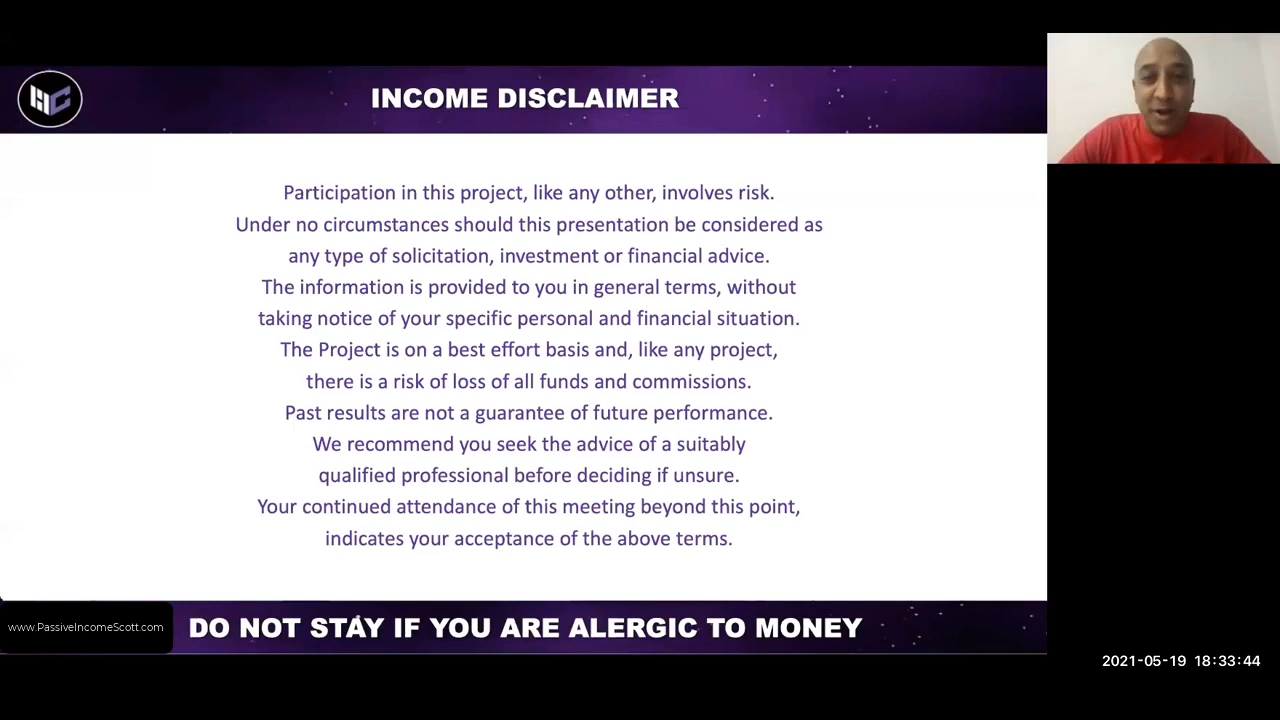 INCOME DISCLAIMER
Participation in this project, like any other, involves risk.
Under no circumstances should this presentation be considered as
any type of solicitation, investment or financial advice.
The information is provided to you in general terms, without
taking notice of your specific personal and financial situation.
The Project is on a best effort basis and, like any project,
there is a risk of loss of all funds and commissions.
Past results are not a guarantee of future performance.
We recommend you seek the advice of a suitably
qualified professional before deciding if unsure.
Your continued attendance of this meeting beyond this point,
indicates your acceptance of the above terms.
www.PassiveIncomeScott.com
DO NOT STAY IF YOU ARE ALERGIC TO MONEY
2021-05-19 18:33:44